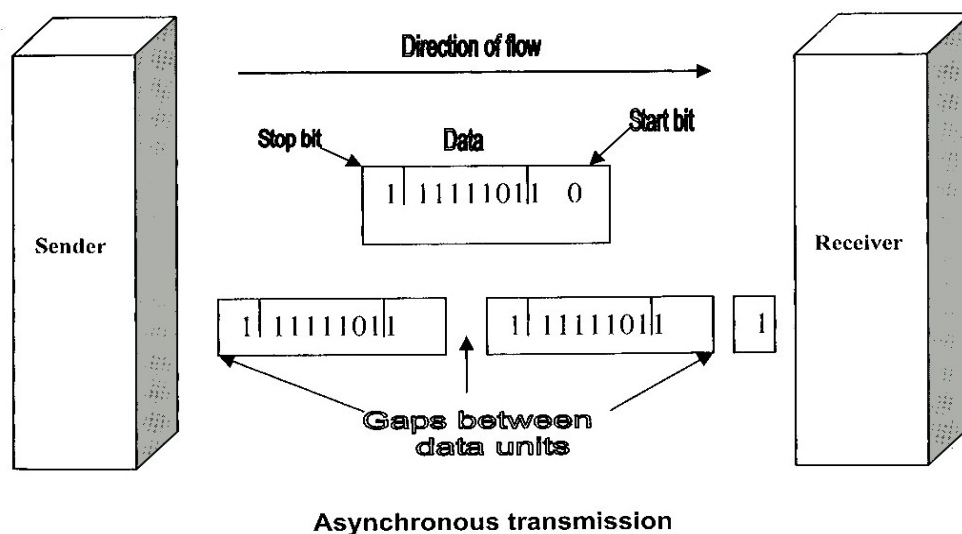 Direction of flow
Stop bit
Data
Start bit
1 11111011 0
Sender
Receiver
1 11111011
1 11111011
1
Gaps between
data units
Asynchronous transmission